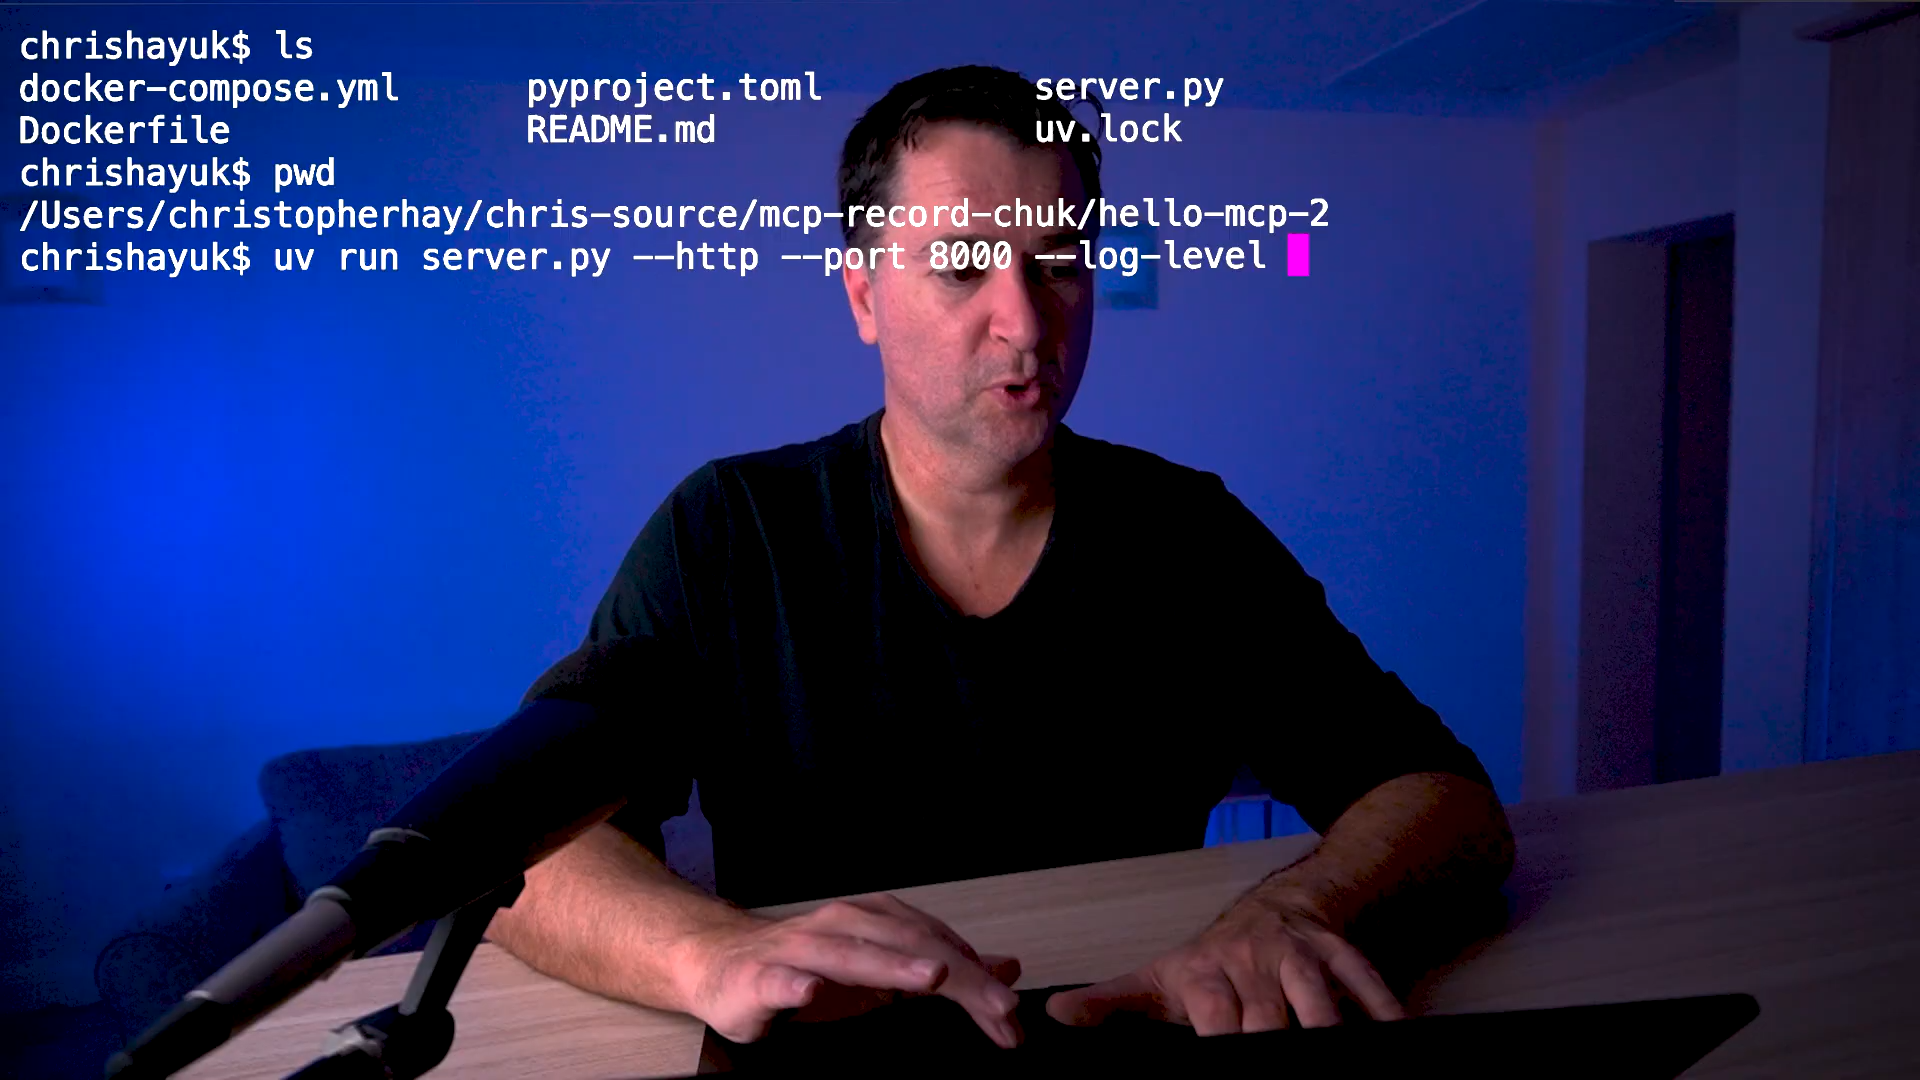 chrishayuk$ ls
docker-compose.yml pyproject.toml server.py
Dockerfile README.md uv.lock
chrishayuk$ pwd
/Users/christopherhay/chris-source/mcp-record-chuk/hello-mcp-2
chrishayuk$ uv run server.py --http --port 8000 --log-level